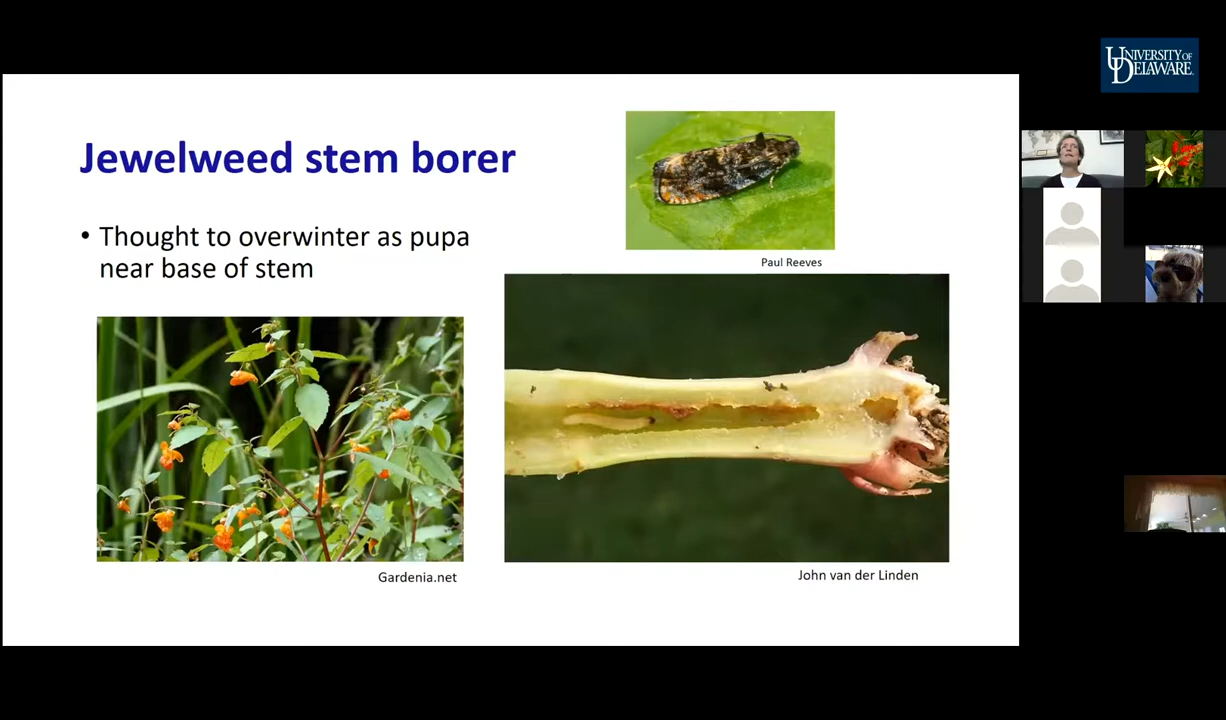 UNIVERSITY OF
DELAWARE
Jewelweed stem borer
• Thought to overwinter as pupa
near base of stem
Paul Reeves
Gardenia.net
John van der Linden